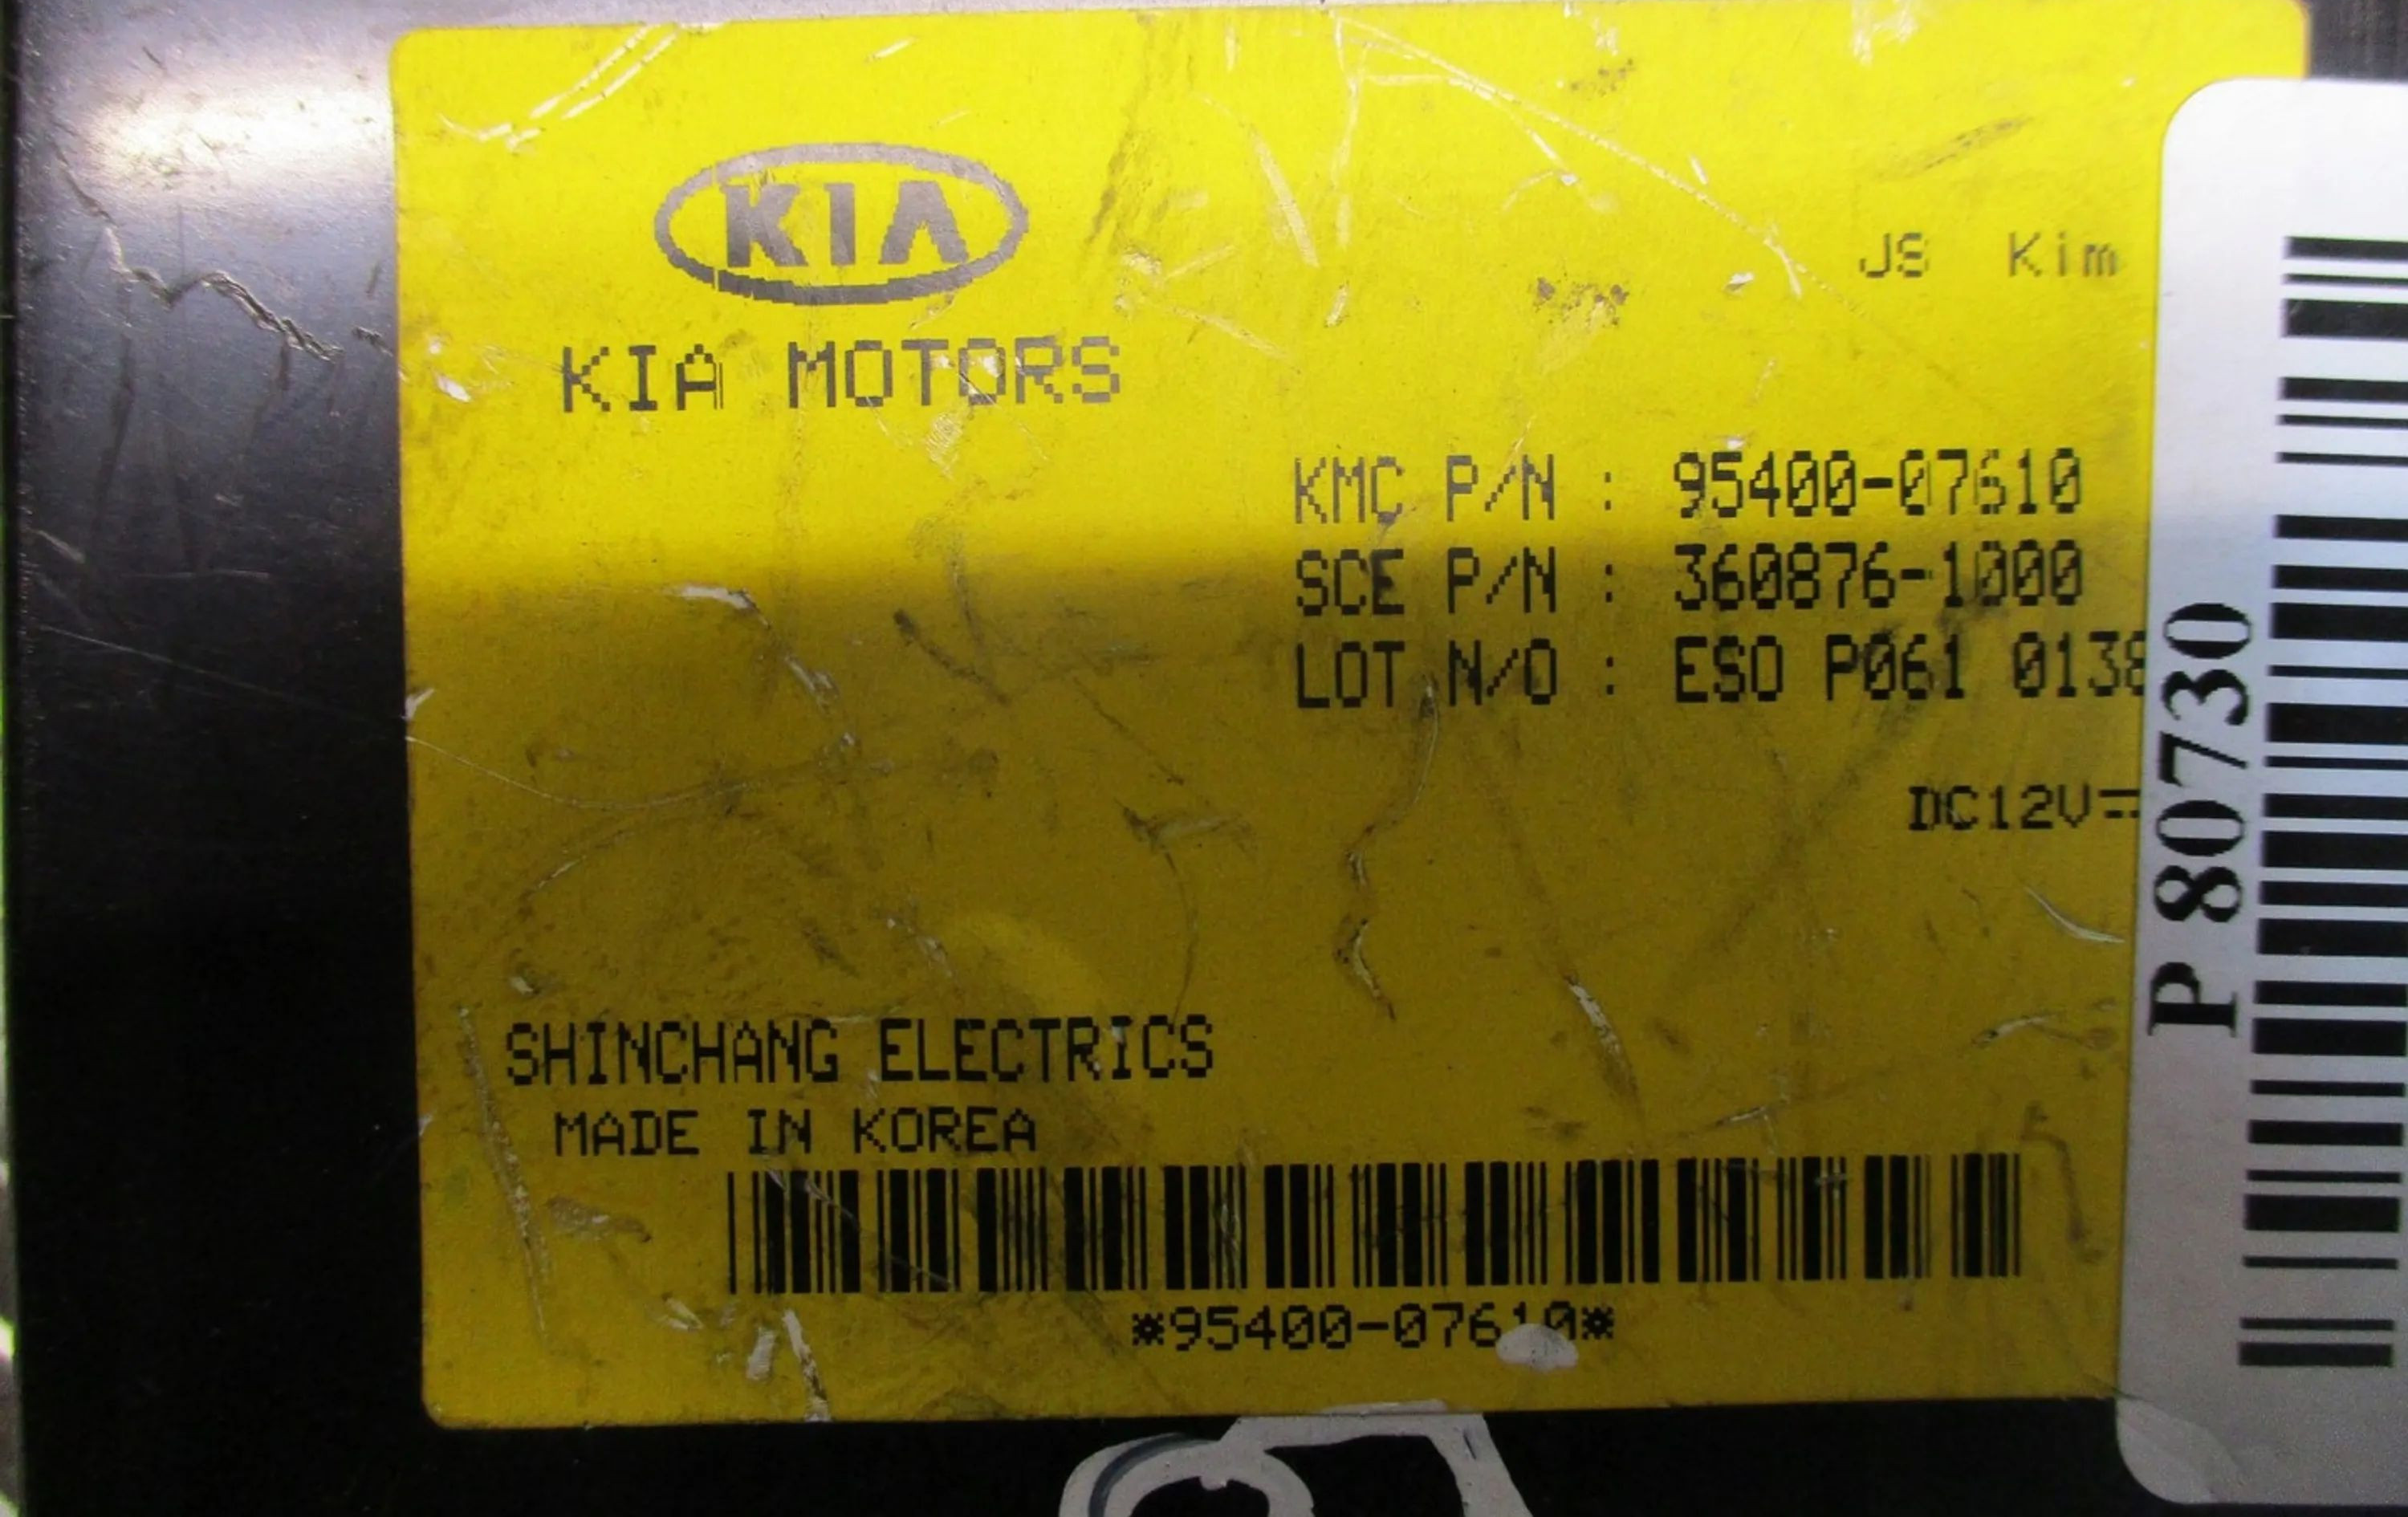 KIA
JS Kim
KIA MOTORS
KMC P/N : 95400-07610
SCE P/N : 360876-1000
LOT N/O : ESO P061 0138
DC12V
P 80730
SHINCHANG ELECTRICS
MADE IN KOREA
*95400-07610*